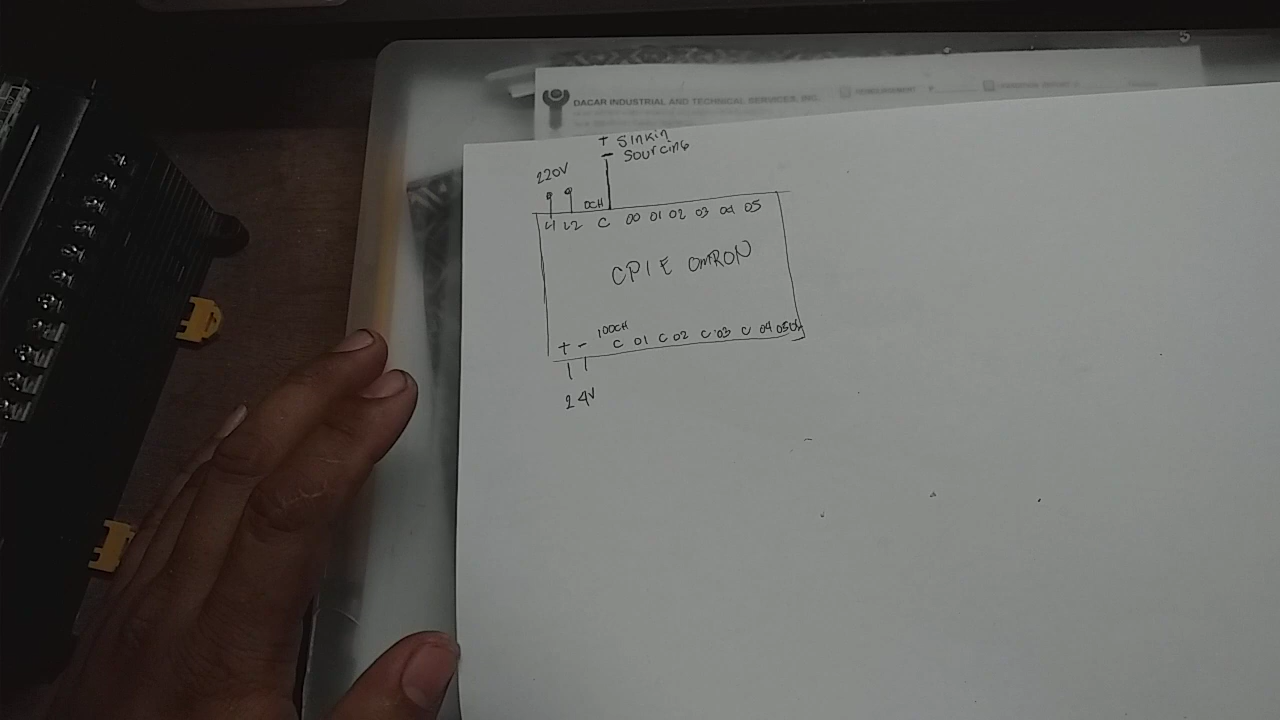 5
DACAR INDUSTRIAL AND TECHNICAL SERVICES, INC.
+ Sinkin
- Sourcing
220V
0CH
L1 L2 C 00 01 02 03 04 05
CP1E OMRON
100CH
+ - C 01 C 02 C 03 C 04 05
24V